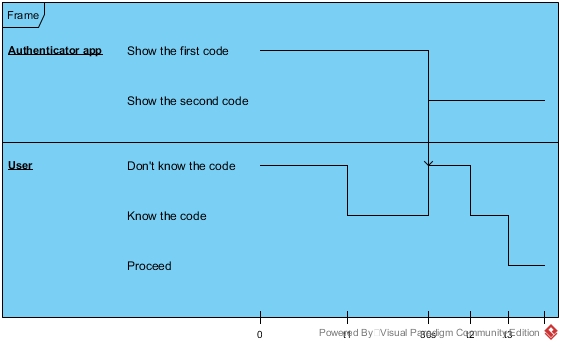 Frame
Authenticator app
Show the first code
Show the second code
User
Don't know the code
Know the code
Proceed
0 t1 30s t2 t3
Powered By Visual Paradigm Community Edition